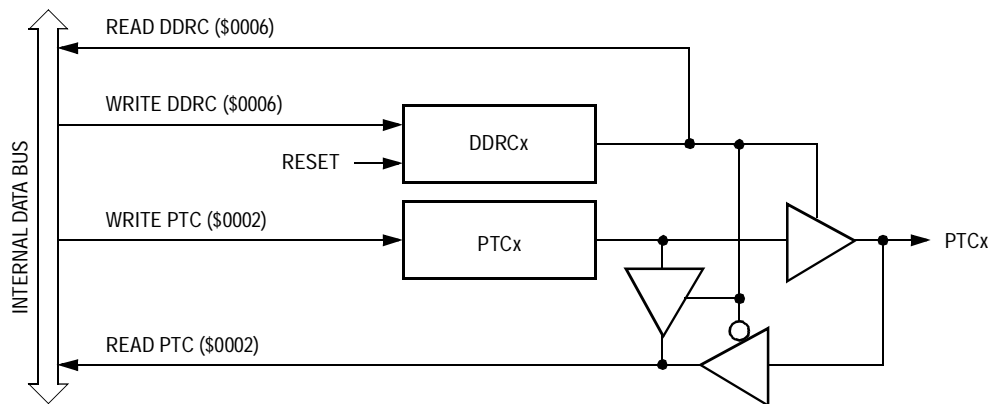 READ DDRC ($0006)
WRITE DDRC ($0006)
DDRCx
RESET
INTERNAL DATA BUS
WRITE PTC ($0002)
PTCx
PTCx
READ PTC ($0002)